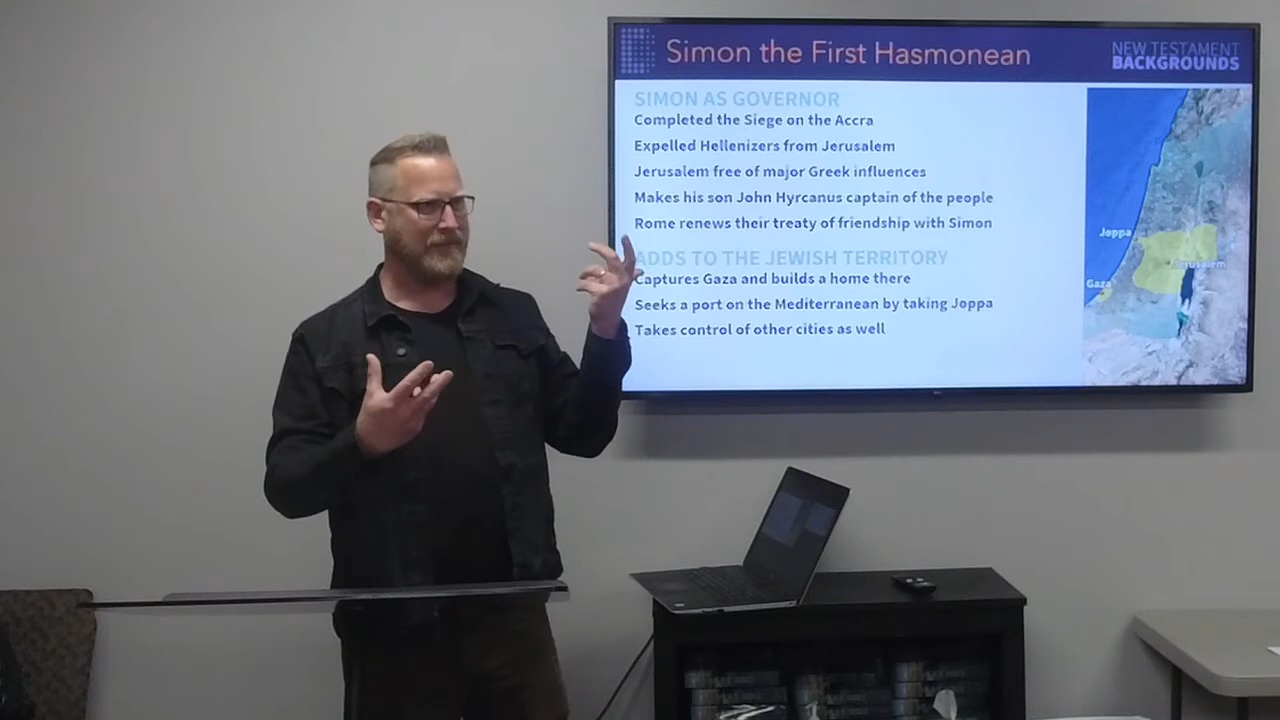 Simon the First Hasmonean
NEW TESTAMENT
BACKGROUNDS
SIMON AS GOVERNOR
Completed the Siege on the Accra
Expelled Hellenizers from Jerusalem
Jerusalem free of major Greek influences
Makes his son John Hyrcanus captain of the people
Rome renews their treaty of friendship with Simon
ADDS TO THE JEWISH TERRITORY
Captures Gaza and builds a home there
Seeks a port on the Mediterranean by taking Joppa
Takes control of other cities as well
Joppa
Jerusalem
Gaza